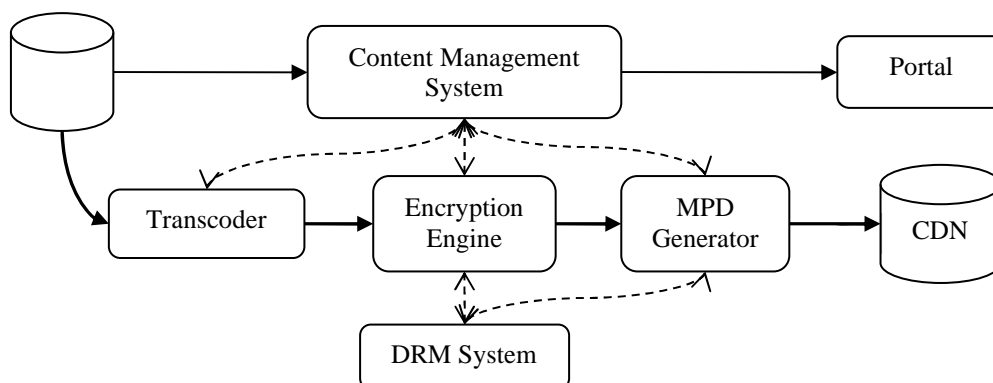 Content Management
System
Portal
Transcoder
Encryption
Engine
MPD
Generator
CDN
DRM System